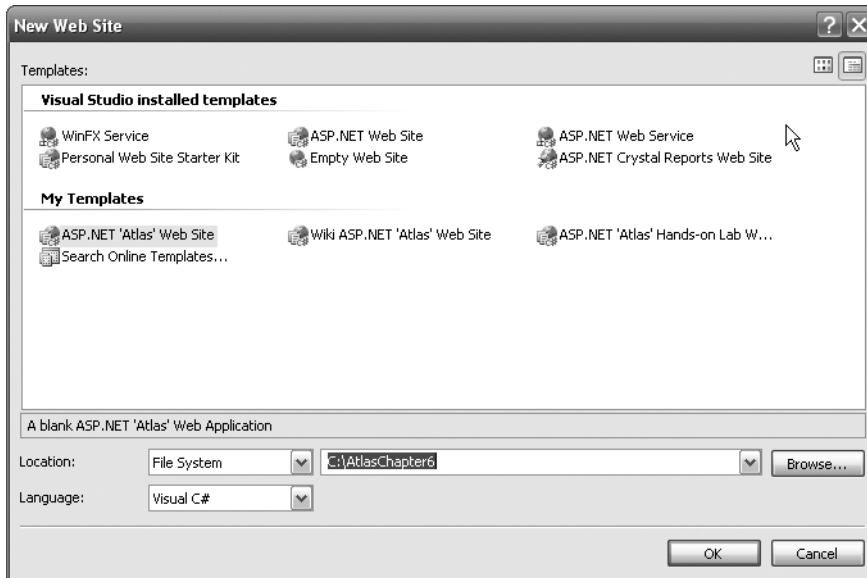 New Web Site
Templates:
Visual Studio installed templates
WinFX Service
ASP.NET Web Site
ASP.NET Web Service
Personal Web Site Starter Kit
Empty Web Site
ASP.NET Crystal Reports Web Site
My Templates
ASP.NET 'Atlas' Web Site
Wiki ASP.NET 'Atlas' Web Site
ASP.NET 'Atlas' Hands-on Lab W...
Search Online Templates...
A blank ASP.NET 'Atlas' Web Application
Location:
File System
C:\AtlasChapter6
Browse...
Language:
Visual C#
OK
Cancel